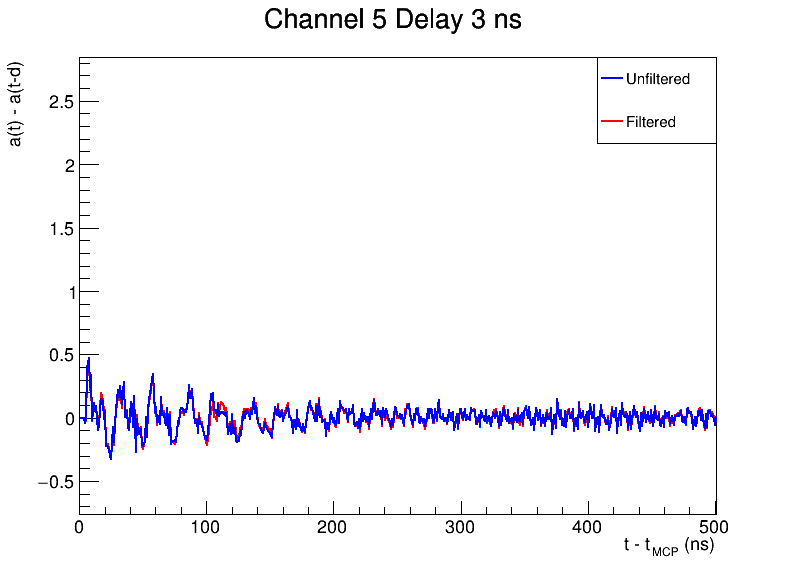 Channel 5 Delay 3 ns
a(t) - a(t-d)
Unfiltered
Filtered
2.5
2
1.5
1
0.5
0
−0.5
0 100 200 300 400 500
t - t_MCP (ns)